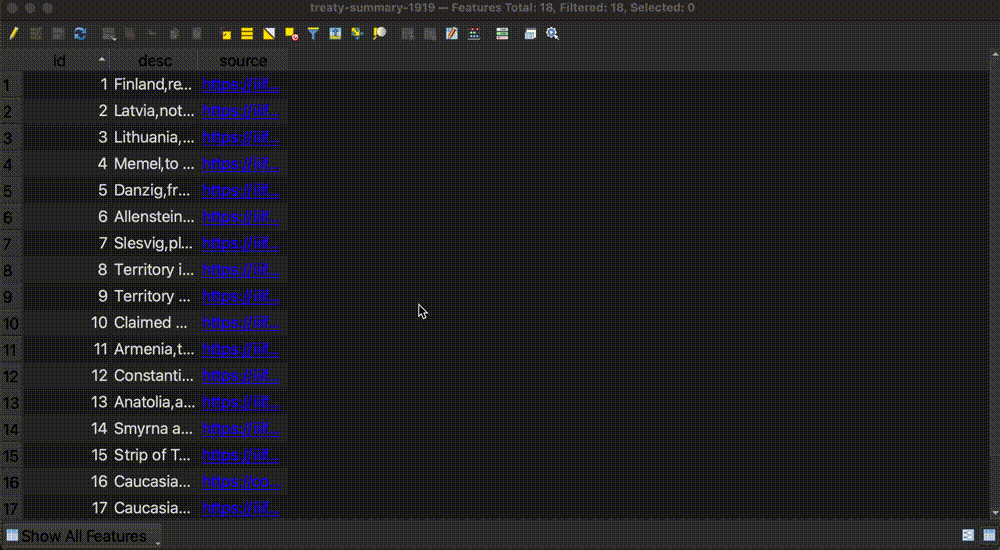 treaty-summary-1919 — Features Total: 18, Filtered: 18, Selected: 0
id desc source
1 1 Finland,re... https://iiif...
2 2 Latvia,not... https://iiif...
3 3 Lithuania,... https://iiif...
4 4 Memel,to ... https://iiif...
5 5 Danzig,fr... https://iiif...
6 6 Allenstein... https://iiif...
7 7 Slesvig,pl... https://iiif...
8 8 Territory i... https://iiif...
9 9 Territory ... https://iiif...
10 10 Claimed ... https://iiif...
11 11 Armenia,t... https://iiif...
12 12 Constanti... https://iiif...
13 13 Anatolia,a... https://iiif...
14 14 Smyrna a... https://iiif...
15 15 Strip of T... https://iiif...
16 16 Caucasia... https://co...
17 17 Caucasia... https://iiif...
Show All Features